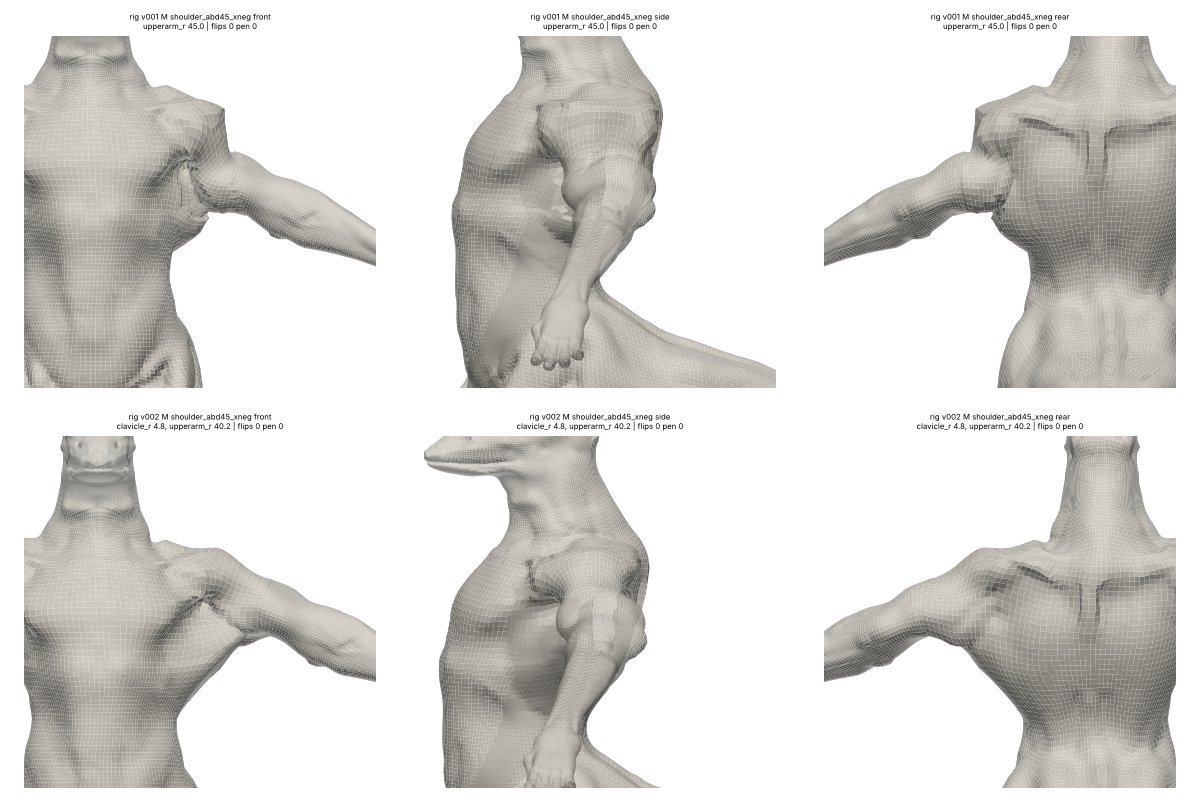 rig v001 M shoulder_abd45_xneg front
upperarm_r 45.0 | flips 0 pen 0
rig v001 M shoulder_abd45_xneg side
upperarm_r 45.0 | flips 0 pen 0
rig v001 M shoulder_abd45_xneg rear
upperarm_r 45.0 | flips 0 pen 0
rig v002 M shoulder_abd45_xneg front
clavicle_r 4.8, upperarm_r 40.2 | flips 0 pen 0
rig v002 M shoulder_abd45_xneg side
clavicle_r 4.8, upperarm_r 40.2 | flips 0 pen 0
rig v002 M shoulder_abd45_xneg rear
clavicle_r 4.8, upperarm_r 40.2 | flips 0 pen 0